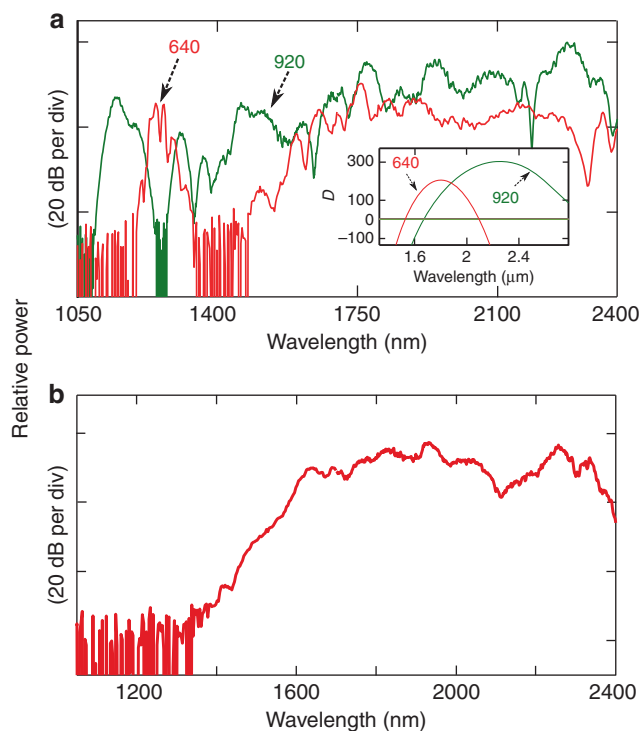 a
640
920
(20 dB per div)
300
200
100
0
−100
D
640
920
1.6
2
2.4
Wavelength (μm)
1050
1400
1750
2100
2400
Wavelength (nm)
Relative power
b
(20 dB per div)
1200
1600
2000
2400
Wavelength (nm)